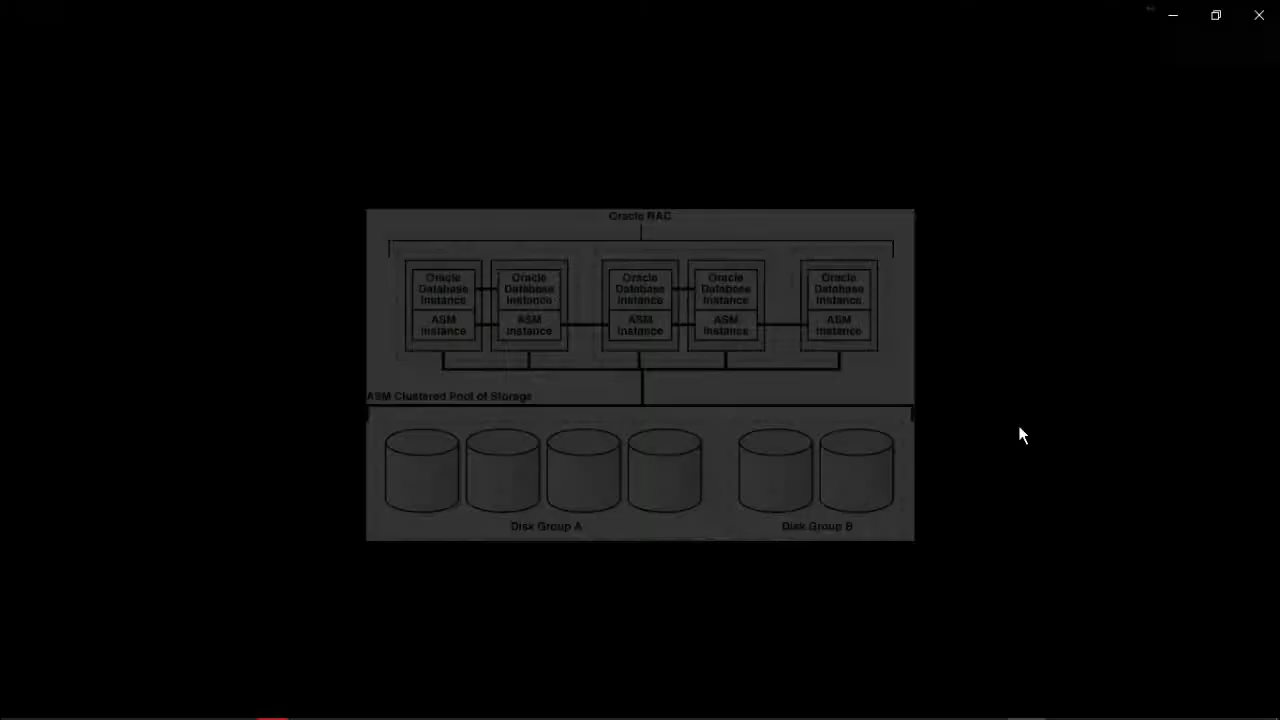 Oracle RAC
Oracle Database Instance
ASM Instance
Oracle Database Instance
ASM Instance
Oracle Database Instance
ASM Instance
Oracle Database Instance
ASM Instance
Oracle Database Instance
ASM Instance
ASM Clustered Pool of Storage
Disk Group A
Disk Group B